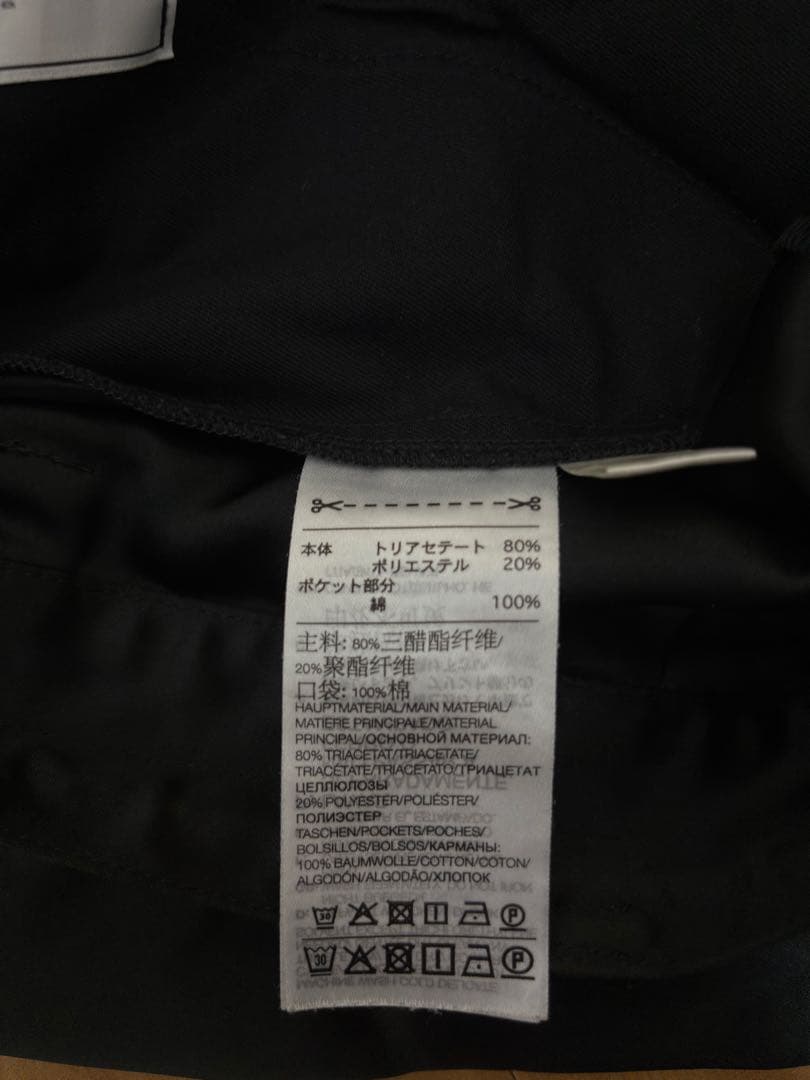 本体 トリアセテート 80%
ポリエステル 20%
ポケット部分
綿 100%
主料: 80%三醋酯纤维/
20%聚酯纤维
口袋: 100%棉
HAUPTMATERIAL/MAIN MATERIAL/
MATIERE PRINCIPALE/MATERIAL
PRINCIPAL/ОСНОВНОЙ МАТЕРИАЛ:
80% TRIACETAT/TRIACETATE/
TRIACÉTATE/TRIACETATO/ТРИАЦЕТАТ
ЦЕЛЛЮЛОЗЫ
20% POLYESTER/POLIÉSTER/
ПОЛИЭСТЕР
TASCHEN/POCKETS/POCHES/
BOLSILLOS/BOLSOS/КАРМАНЫ:
100% BAUMWOLLE/COTTON/COTON/
ALGODÓN/ALGODÃO/ХЛОПОК
30 P
30 P